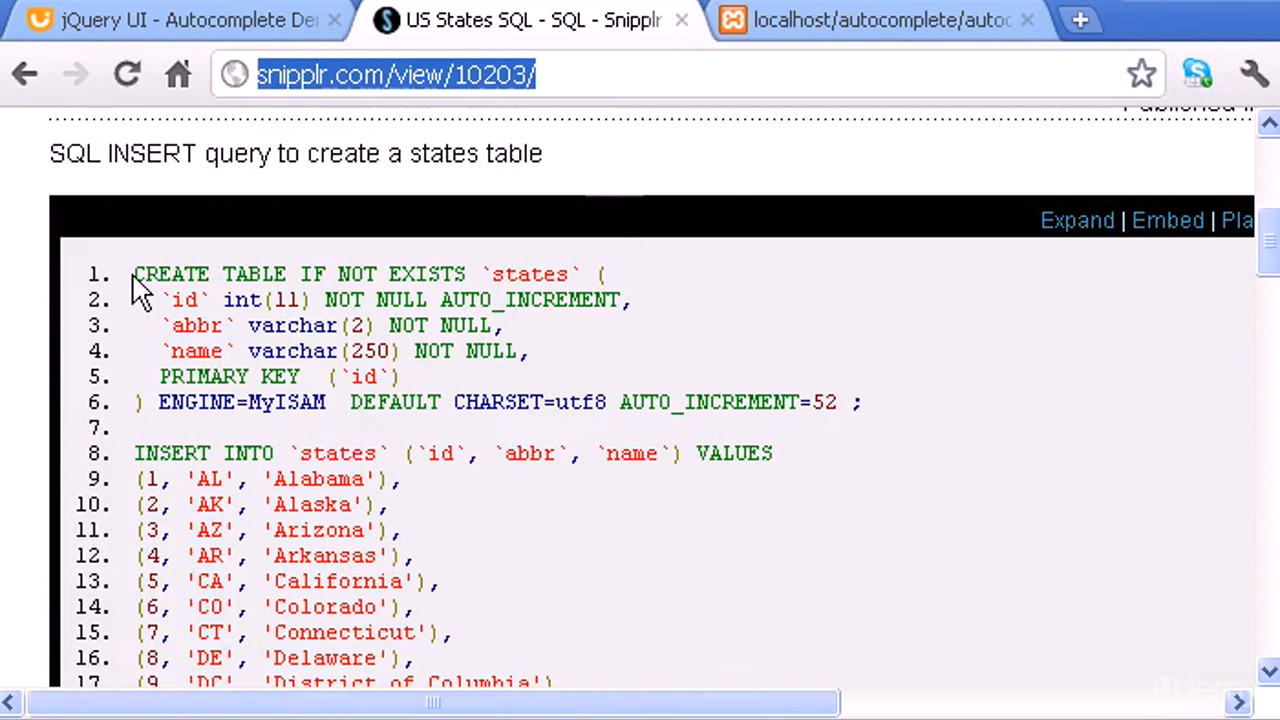 jQuery UI - Autocomplete De
US States SQL - SQL - Snipplr
localhost/autocomplete/autoc
snipplr.com/view/10203/
SQL INSERT query to create a states table
Expand | Embed | Pla
1. CREATE TABLE IF NOT EXISTS `states` (
2. `id` int(11) NOT NULL AUTO_INCREMENT,
3. `abbr` varchar(2) NOT NULL,
4. `name` varchar(250) NOT NULL,
5. PRIMARY KEY (`id`)
6. ) ENGINE=MyISAM DEFAULT CHARSET=utf8 AUTO_INCREMENT=52 ;
7.
8. INSERT INTO `states` (`id`, `abbr`, `name`) VALUES
9. (1, 'AL', 'Alabama'),
10. (2, 'AK', 'Alaska'),
11. (3, 'AZ', 'Arizona'),
12. (4, 'AR', 'Arkansas'),
13. (5, 'CA', 'California'),
14. (6, 'CO', 'Colorado'),
15. (7, 'CT', 'Connecticut'),
16. (8, 'DE', 'Delaware'),
17. (9, 'DC', 'District of Columbia')